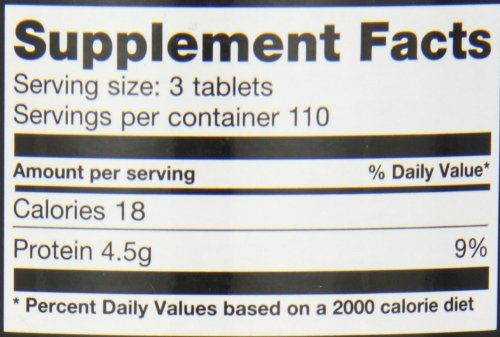 Supplement Facts
Serving size: 3 tablets
Servings per container 110
Amount per serving % Daily Value*
Calories 18
Protein 4.5g 9%
* Percent Daily Values based on a 2000 calorie diet